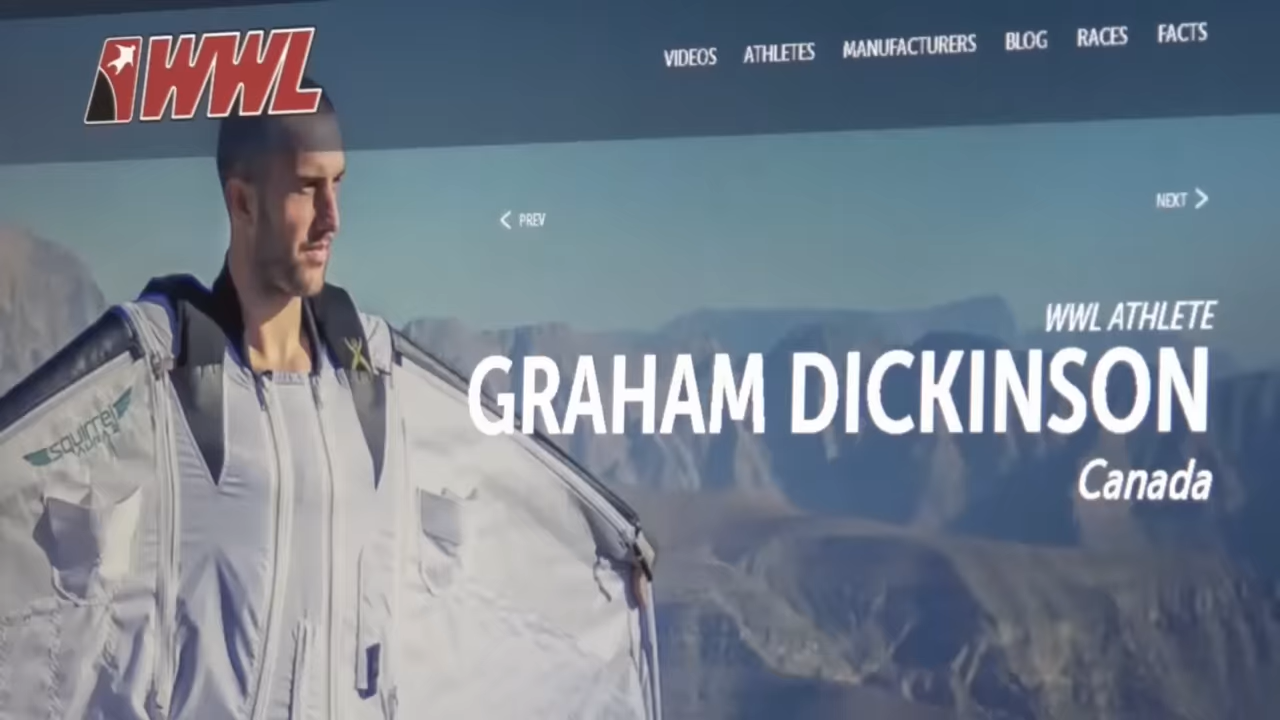 WWL
VIDEOS ATHLETES MANUFACTURERS BLOG RACES FACTS
PREV
NEXT
WWL ATHLETE
GRAHAM DICKINSON
Canada
squirrel